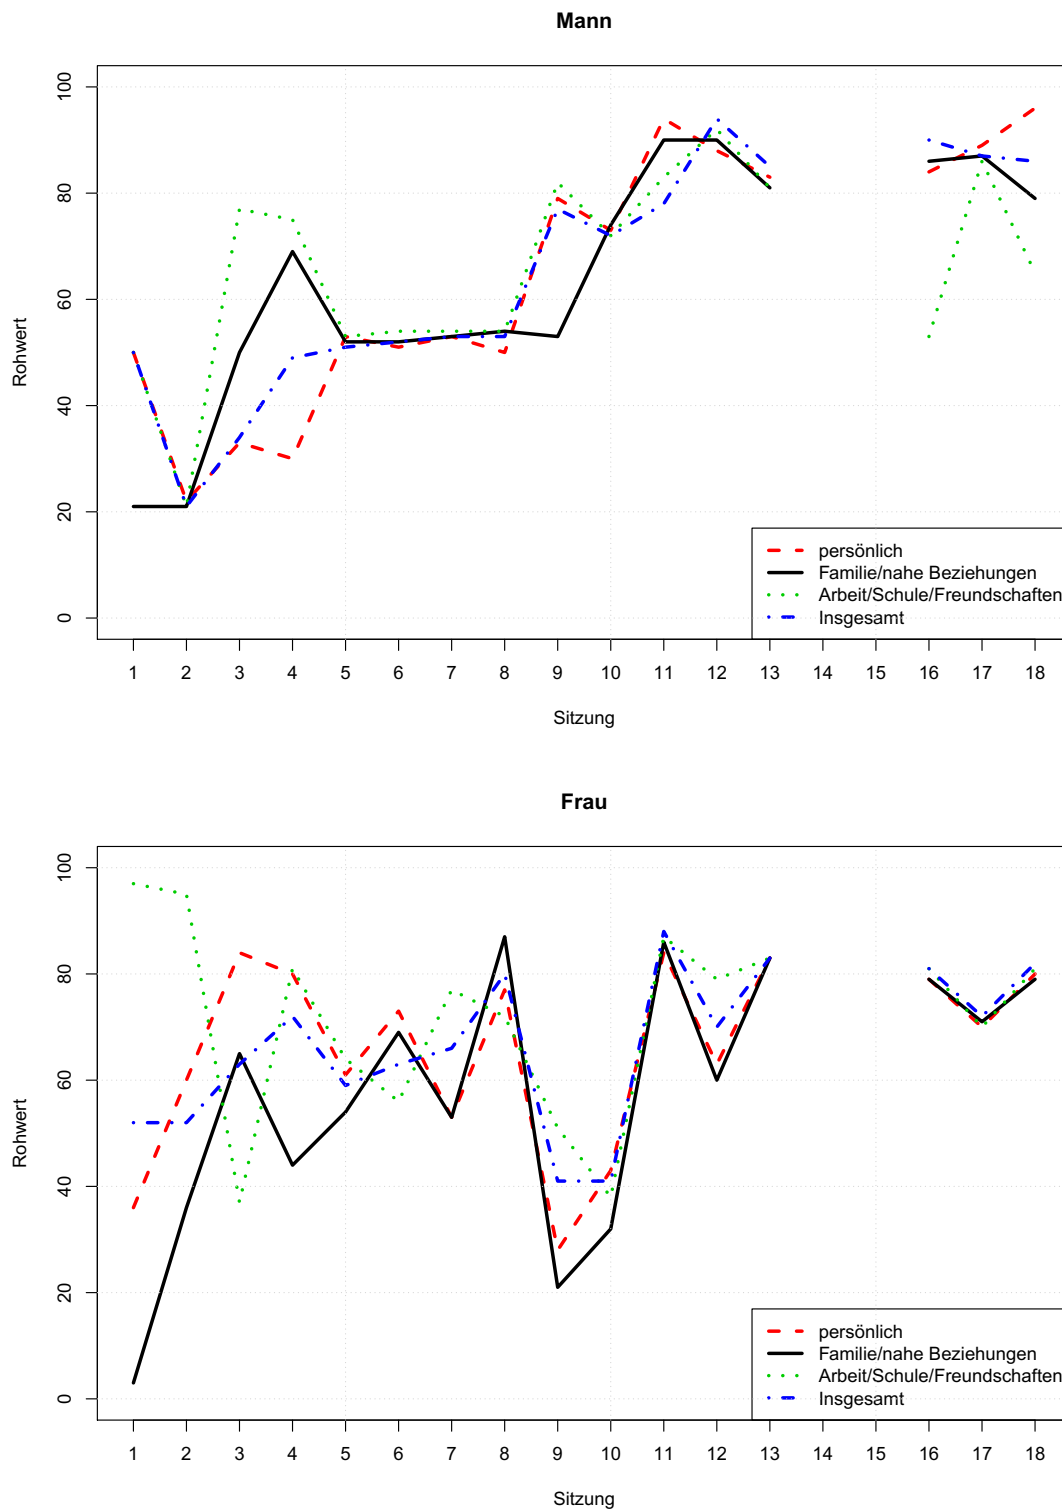 Mann
100
80
60
40
20
0
Rohwert
persönlich
Familie/nahe Beziehungen
Arbeit/Schule/Freundschaften
Insgesamt
1 2 3 4 5 6 7 8 9 10 11 12 13 14 15 16 17 18
Sitzung
Frau
100
80
60
40
20
0
Rohwert
persönlich
Familie/nahe Beziehungen
Arbeit/Schule/Freundschaften
Insgesamt
1 2 3 4 5 6 7 8 9 10 11 12 13 14 15 16 17 18
Sitzung